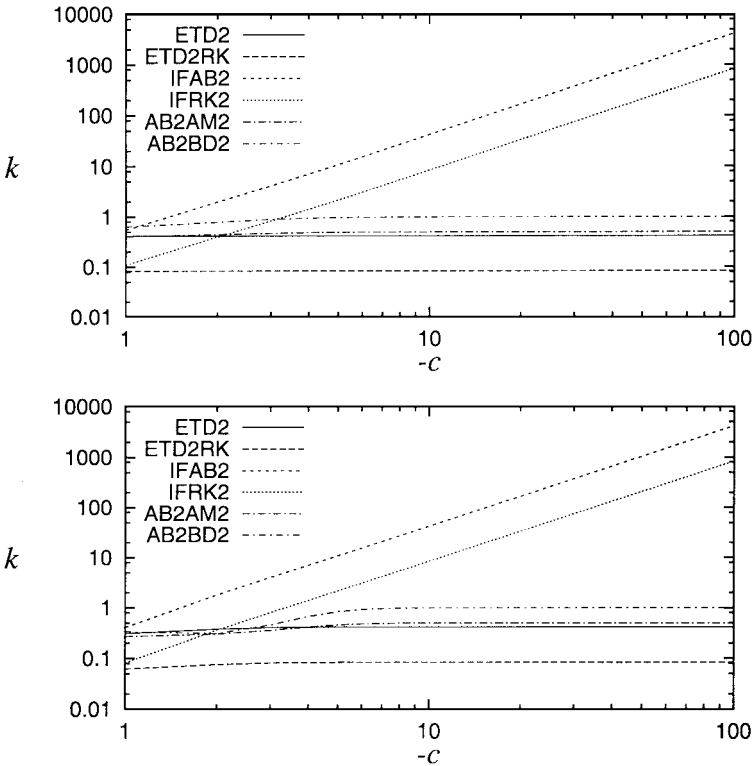 10000
1000
100
10
1
0.1
0.01
k
ETD2
ETD2RK
IFAB2
IFRK2
AB2AM2
AB2BD2
1 10 100
-c
10000
1000
100
10
1
0.1
0.01
k
ETD2
ETD2RK
IFAB2
IFRK2
AB2AM2
AB2BD2
1 10 100
-c